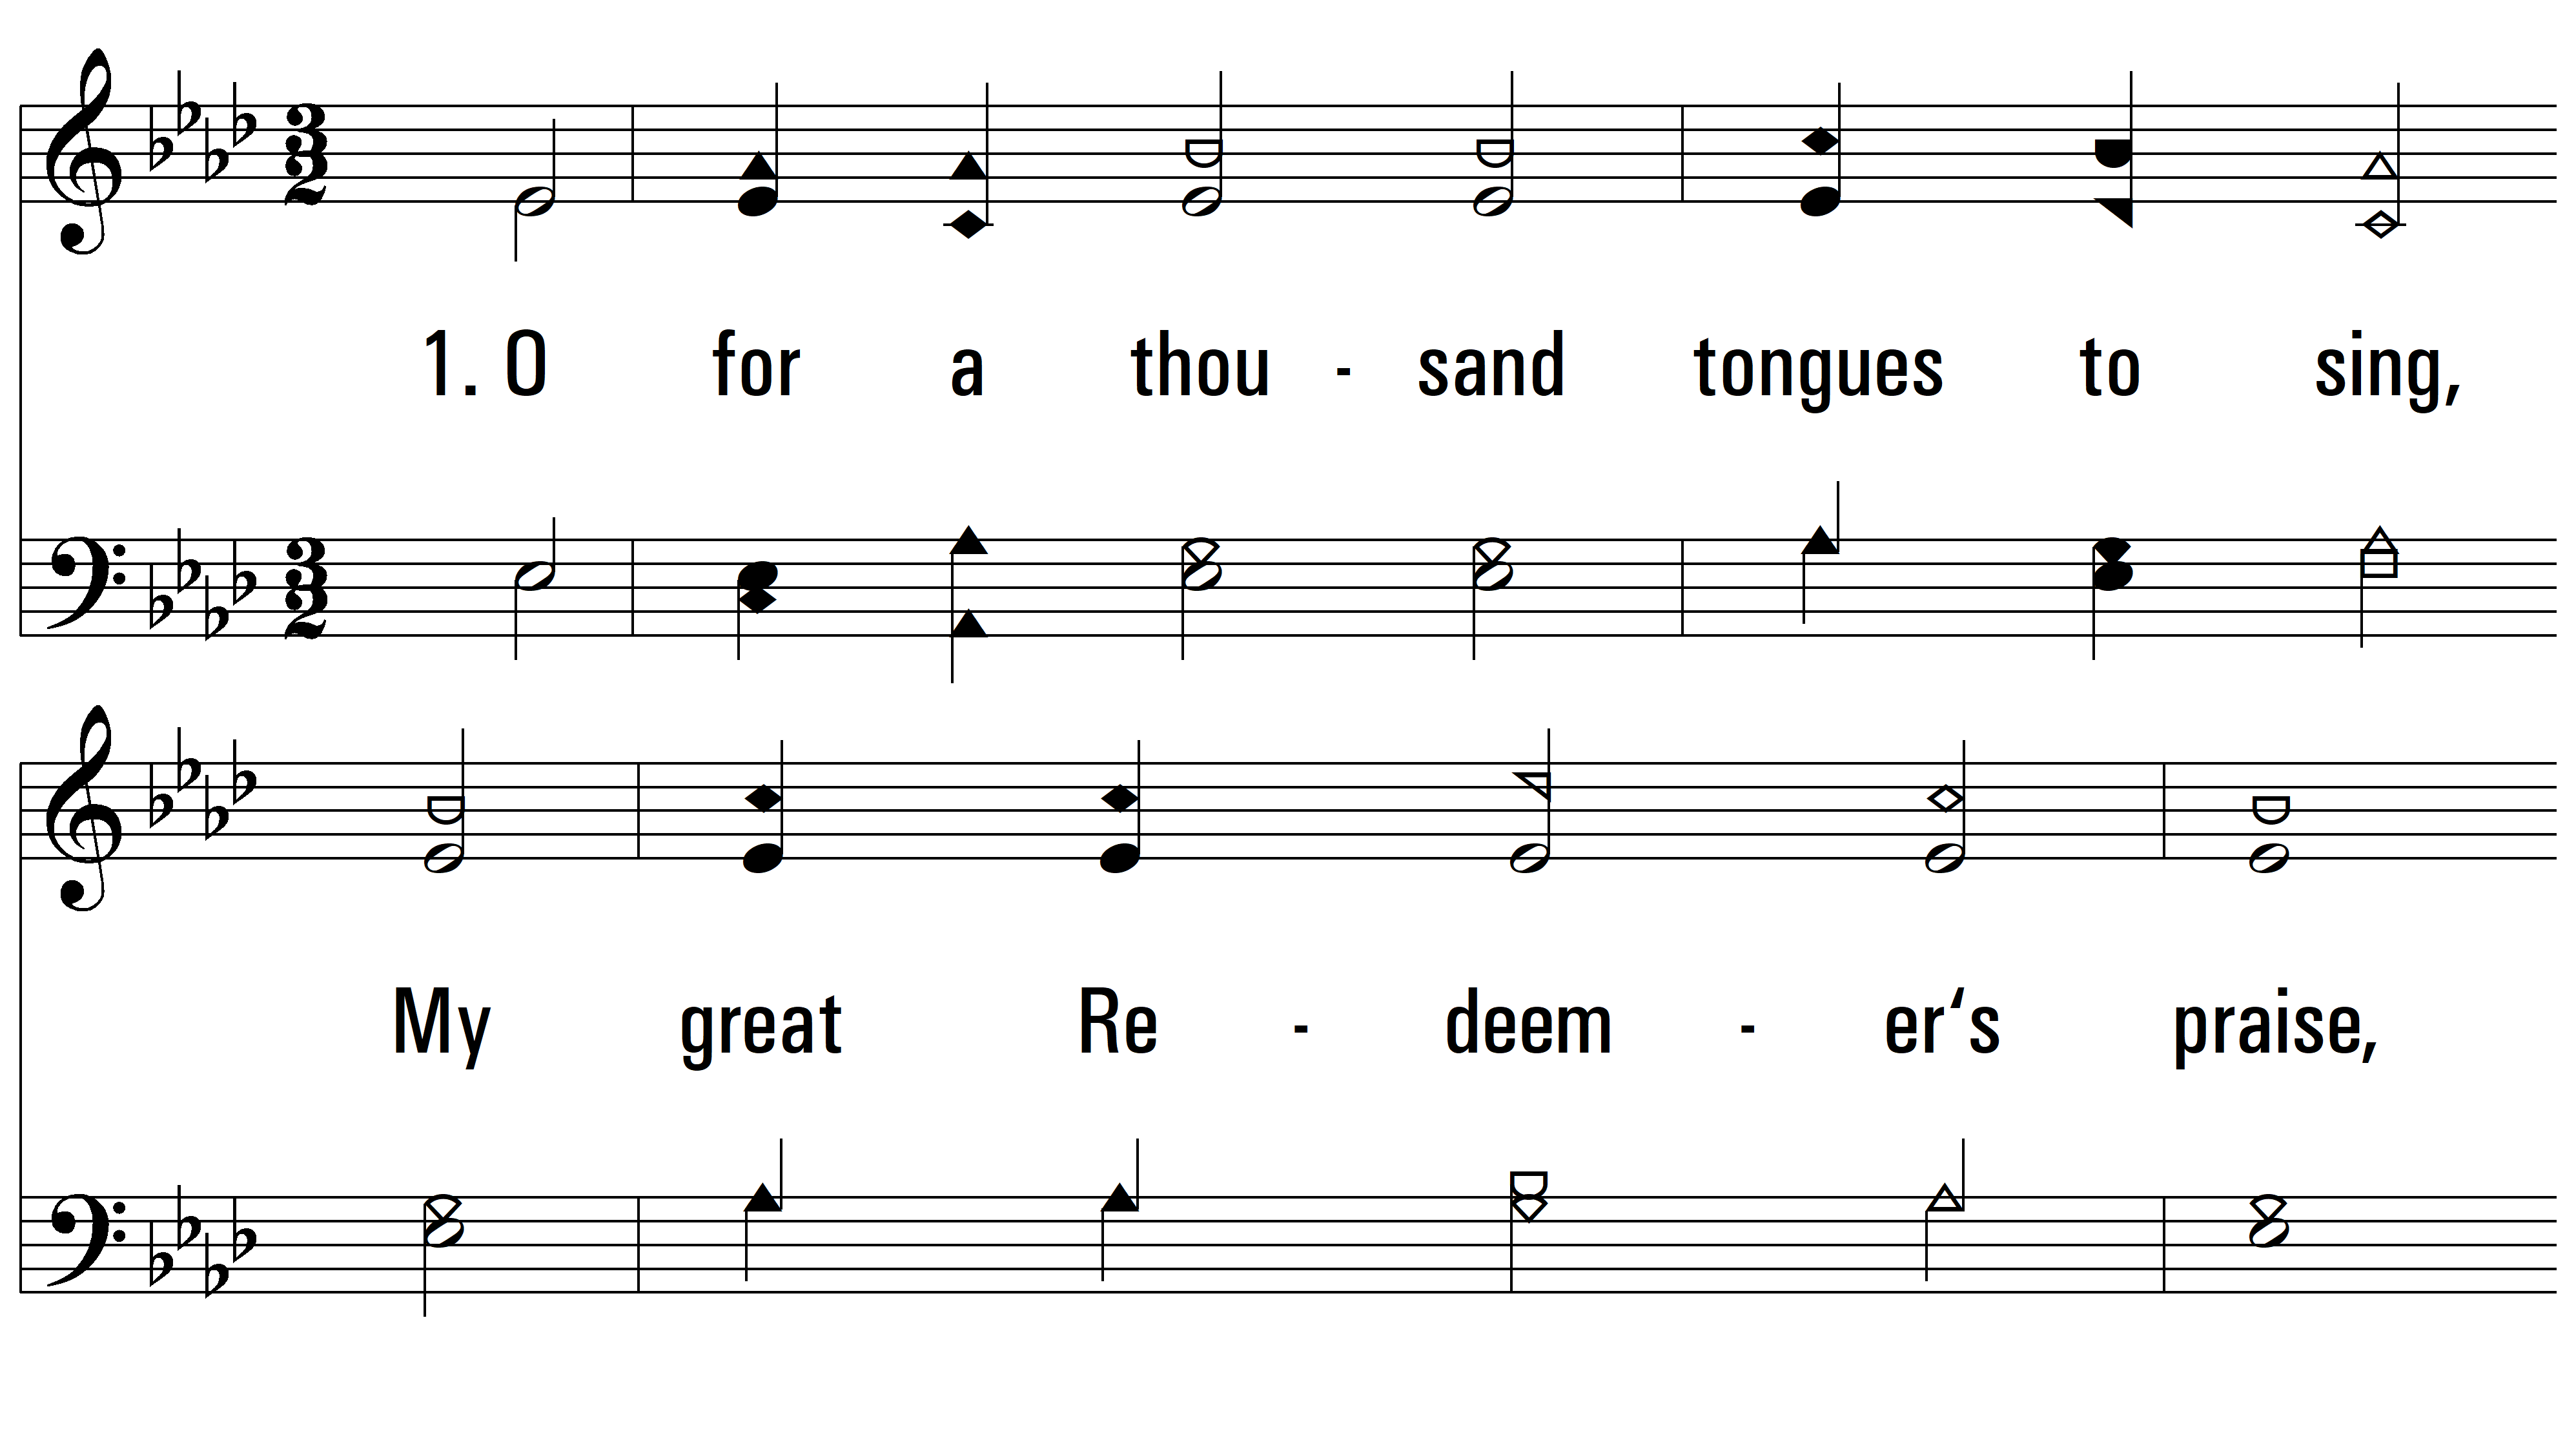 1. O for a thou - sand tongues to sing,
My great Re - deem - er‘s praise,